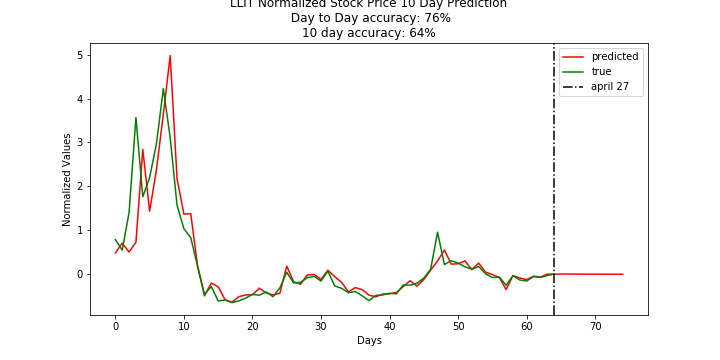 LLIT Normalized Stock Price 10 Day Prediction
Day to Day accuracy: 76%
10 day accuracy: 64%
predicted
true
april 27
Normalized Values
5
4
3
2
1
0
0 10 20 30 40 50 60 70
Days